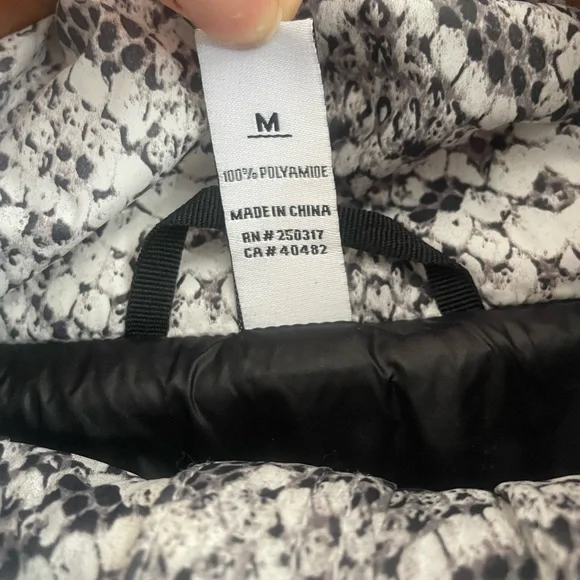 M
100% POLYAMIDE
MADE IN CHINA
RN # 250317
CA # 40482